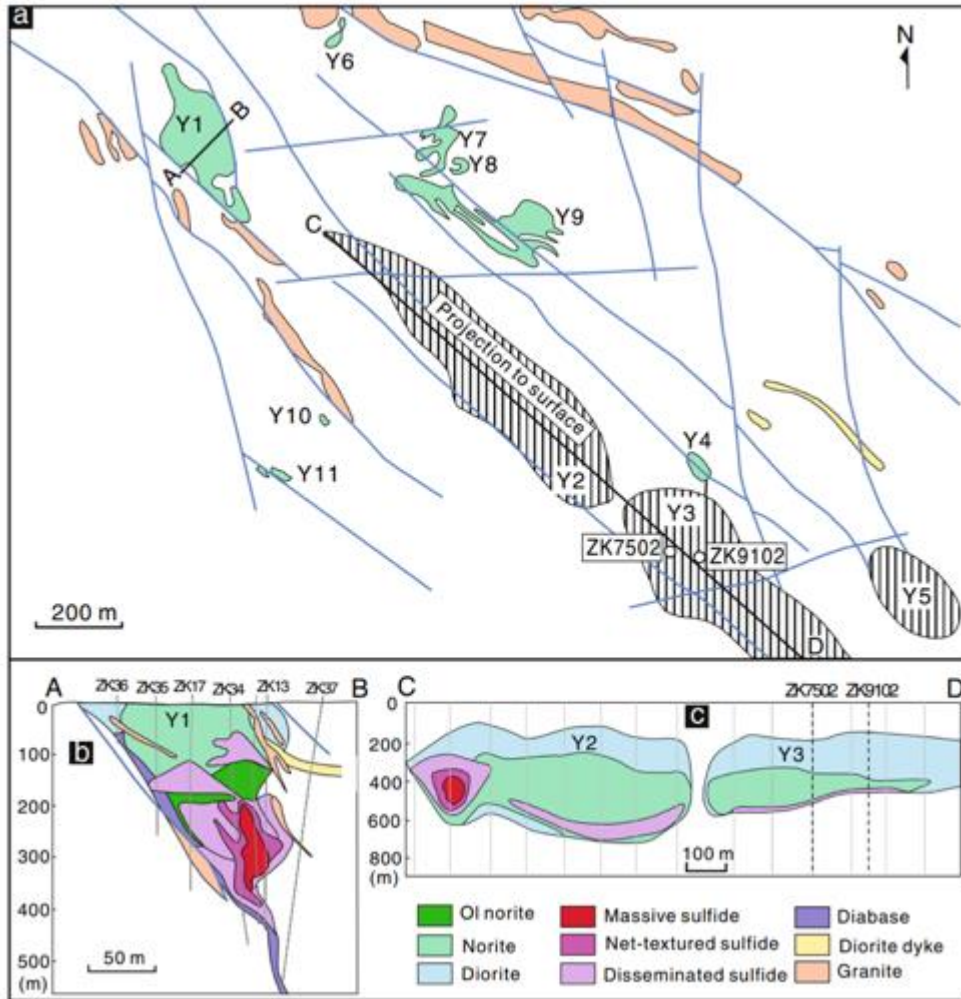 a
N
Y6
Y1
B
A
Y7
Y8
Y9
C
Projection to surface
Y10
Y11
Y2
Y4
Y3
ZK7502
ZK9102
Y5
D
200 m
A ZK36 ZK35 ZK17 ZK34 ZK13 ZK37 B
0
100
200
300
400
500
(m)
Y1
b
50 m
C c ZK7502 ZK9102 D
0
200
400
600
800
(m)
Y2
Y3
100 m
Ol norite
Massive sulfide
Diabase
Norite
Net-textured sulfide
Diorite dyke
Diorite
Disseminated sulfide
Granite